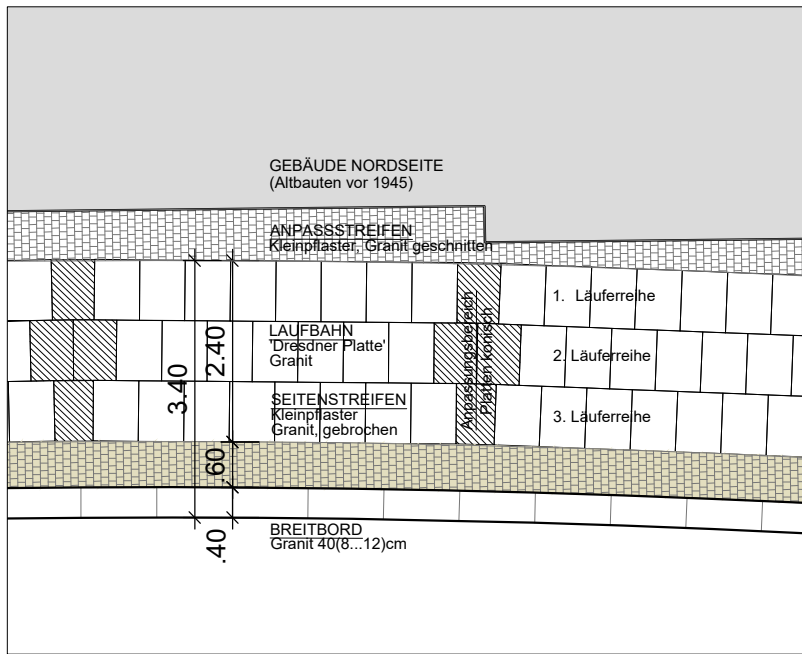 GEBÄUDE NORDSEITE
(Altbauten vor 1945)
ANPASSSTREIFEN
Kleinpflaster, Granit geschnitten
1. Läuferreihe
LAUFBAHN
'Dresdner Platte'
Granit
2. Läuferreihe
Anpassungsbereich
Platten konisch
SEITENSTREIFEN
Kleinpflaster
Granit, gebrochen
3. Läuferreihe
3.40
2.40
.60
.40
BREITBORD
Granit 40(8...12)cm